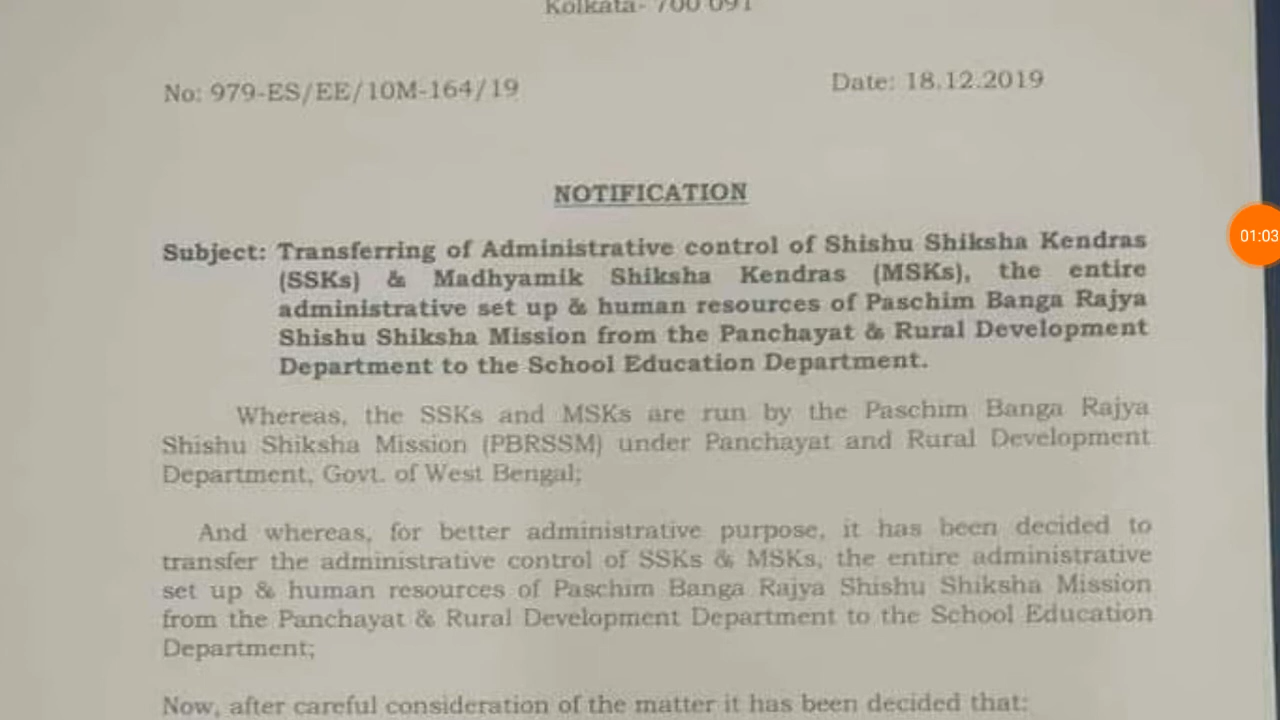 Kolkata- 700 091
No: 979-ES/EE/10M-164/19 Date: 18.12.2019
NOTIFICATION
Subject: Transferring of Administrative control of Shishu Shiksha Kendras
(SSKs) & Madhyamik Shiksha Kendras (MSKs), the entire
administrative set up & human resources of Paschim Banga Rajya
Shishu Shiksha Mission from the Panchayat & Rural Development
Department to the School Education Department.
Whereas, the SSKs and MSKs are run by the Paschim Banga Rajya
Shishu Shiksha Mission (PBRSSM) under Panchayat and Rural Development
Department, Govt. of West Bengal;
And whereas, for better administrative purpose, it has been decided to
transfer the administrative control of SSKs & MSKs, the entire administrative
set up & human resources of Paschim Banga Rajya Shishu Shiksha Mission
from the Panchayat & Rural Development Department to the School Education
Department;
Now, after careful consideration of the matter it has been decided that:
01:03